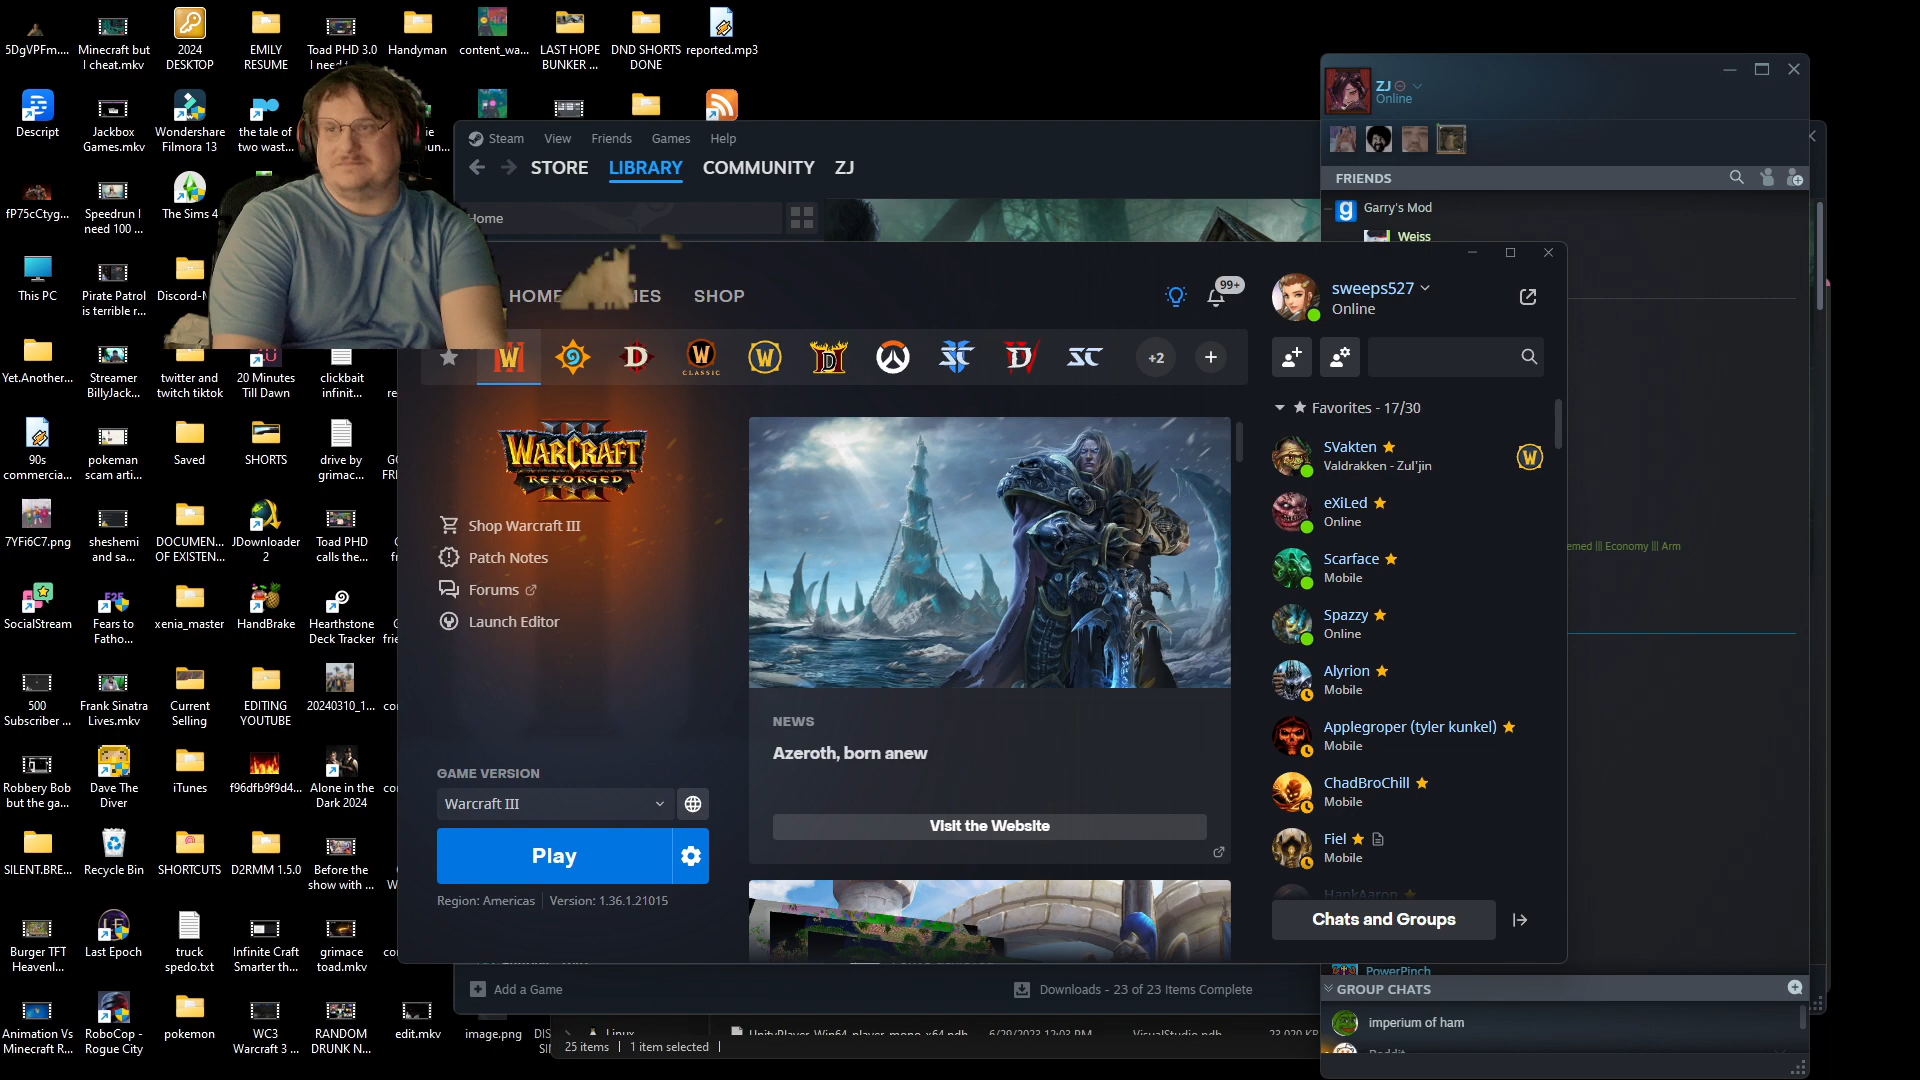 5DgVPFm....
Minecraft but
I cheat.mkv
2024
DESKTOP
EMILY
RESUME
Toad PHD 3.0
Handyman
content_wa...
LAST HOPE
BUNKER ...
DND SHORTS
DONE
reported.mp3
Descript
Jackbox
Games.mkv
Wondershare
Filmora 13
the tale of
two wast...
fP75cCtyg...
Speedrun I
need 100 ...
The Sims 4
This PC
Pirate Patrol
is terrible r...
Yet.Another...
Streamer
BillyJack...
twitter and
twitch tiktok
20 Minutes
Till Dawn
clickbait
infinit...
90s
commercia...
pokeman
scam arti...
Saved
SHORTS
drive by
grimac...
7YFi6C7.png
sheshemi
and sa...
DOCUMEN...
OF EXISTEN...
JDownloader
2
Toad PHD
calls the...
SocialStream
Fears to
Fatho...
xenia_master
HandBrake
Hearthstone
Deck Tracker
500
Subscriber ...
Frank Sinatra
Lives.mkv
Current
Selling
EDITING
YOUTUBE
20240310_1...
Robbery Bob
but the ga...
Dave The
Diver
iTunes
f96dfb9f9d4...
Alone in the
Dark 2024
SILENT.BRE...
Recycle Bin
SHORTCUTS
D2RMM 1.5.0
Before the
show with ...
Burger TFT
Heavenl...
Last Epoch
truck
spedo.txt
Infinite Craft
Smarter th...
grimace
toad.mkv
Animation Vs
Minecraft R...
RoboCop -
Rogue City
pokemon
WC3
Warcraft 3 ...
RANDOM
DRUNK N...
edit.mkv
image.png
Steam View Friends Games Help
STORE LIBRARY COMMUNITY ZJ
Home
HOME SHOP
99+
sweeps527
Online
CLASSIC
+2
WARCRAFT
III
REFORGED
Shop Warcraft III
Patch Notes
Forums
Launch Editor
GAME VERSION
Warcraft III
Play
Region: Americas | Version: 1.36.1.21015
NEWS
Azeroth, born anew
Visit the Website
Favorites - 17/30
SVakten
Valdrakken - Zul'jin
eXiLed
Online
Scarface
Mobile
Spazzy
Online
Alyrion
Mobile
Applegroper (tyler kunkel)
Mobile
ChadBroChill
Mobile
Fiel
Mobile
HankAaron
Chats and Groups
Add a Game
Downloads - 23 of 23 Items Complete
25 items | 1 item selected |
ZJ
Online
FRIENDS
Garry's Mod
Weiss
emed ||| Economy ||| Arm
PowerPinch
GROUP CHATS
imperium of ham